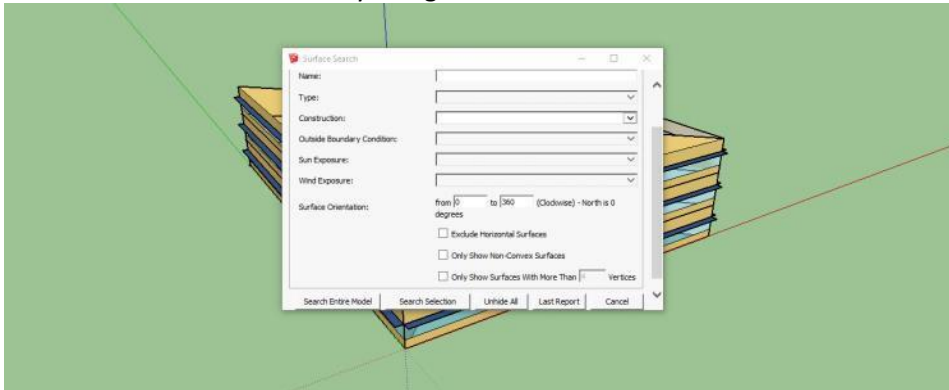 Surface Search
Name:
Type:
Construction:
Outside Boundary Condition:
Sun Exposure:
Wind Exposure:
Surface Orientation: from 0 to 360 (Clockwise) - North is 0
degrees
Exclude Horizontal Surfaces
Only Show Non-Convex Surfaces
Only Show Surfaces With More Than Vertices
Search Entire Model Search Selection Unhide All Last Report Cancel